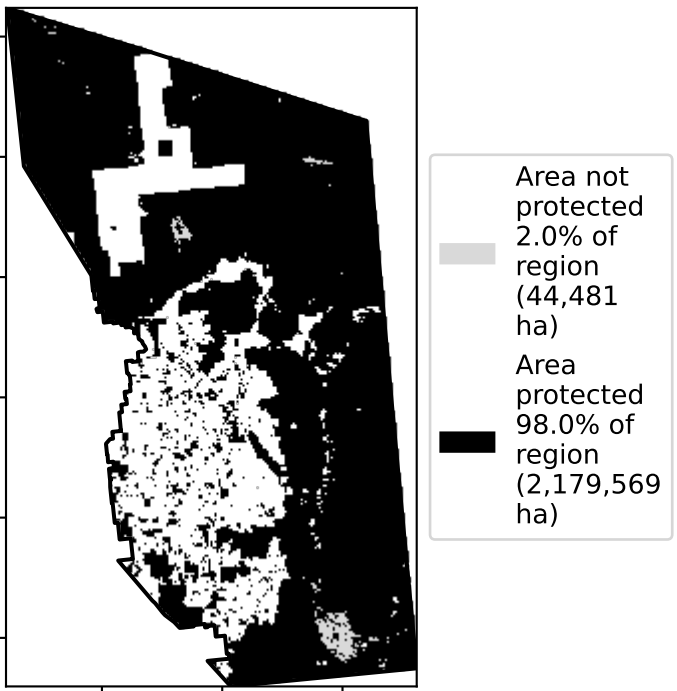 Area not
protected
2.0% of
region
(44,481
ha)
Area
protected
98.0% of
region
(2,179,569
ha)